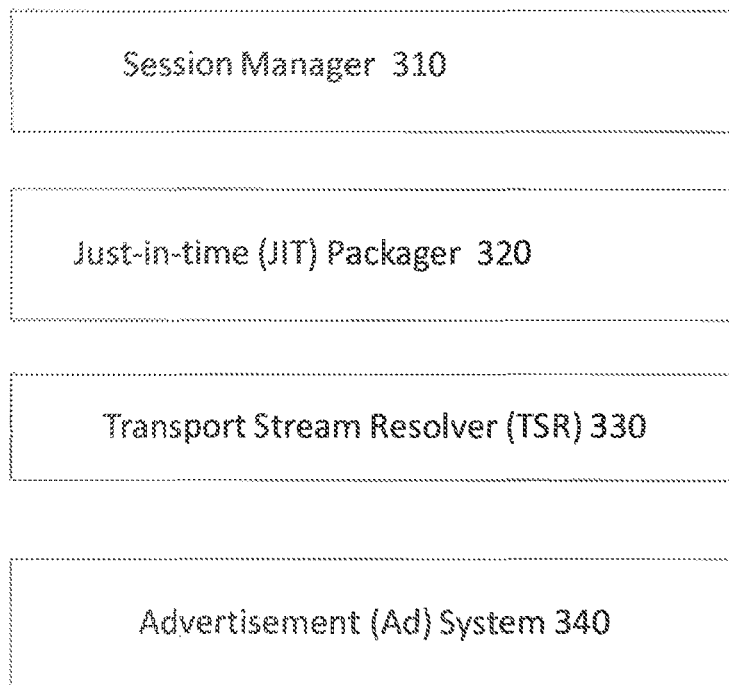 Session Manager 310
Just-in-time (JIT) Packager 320
Transport Stream Resolver (TSR) 330
Advertisement (Ad) System 340